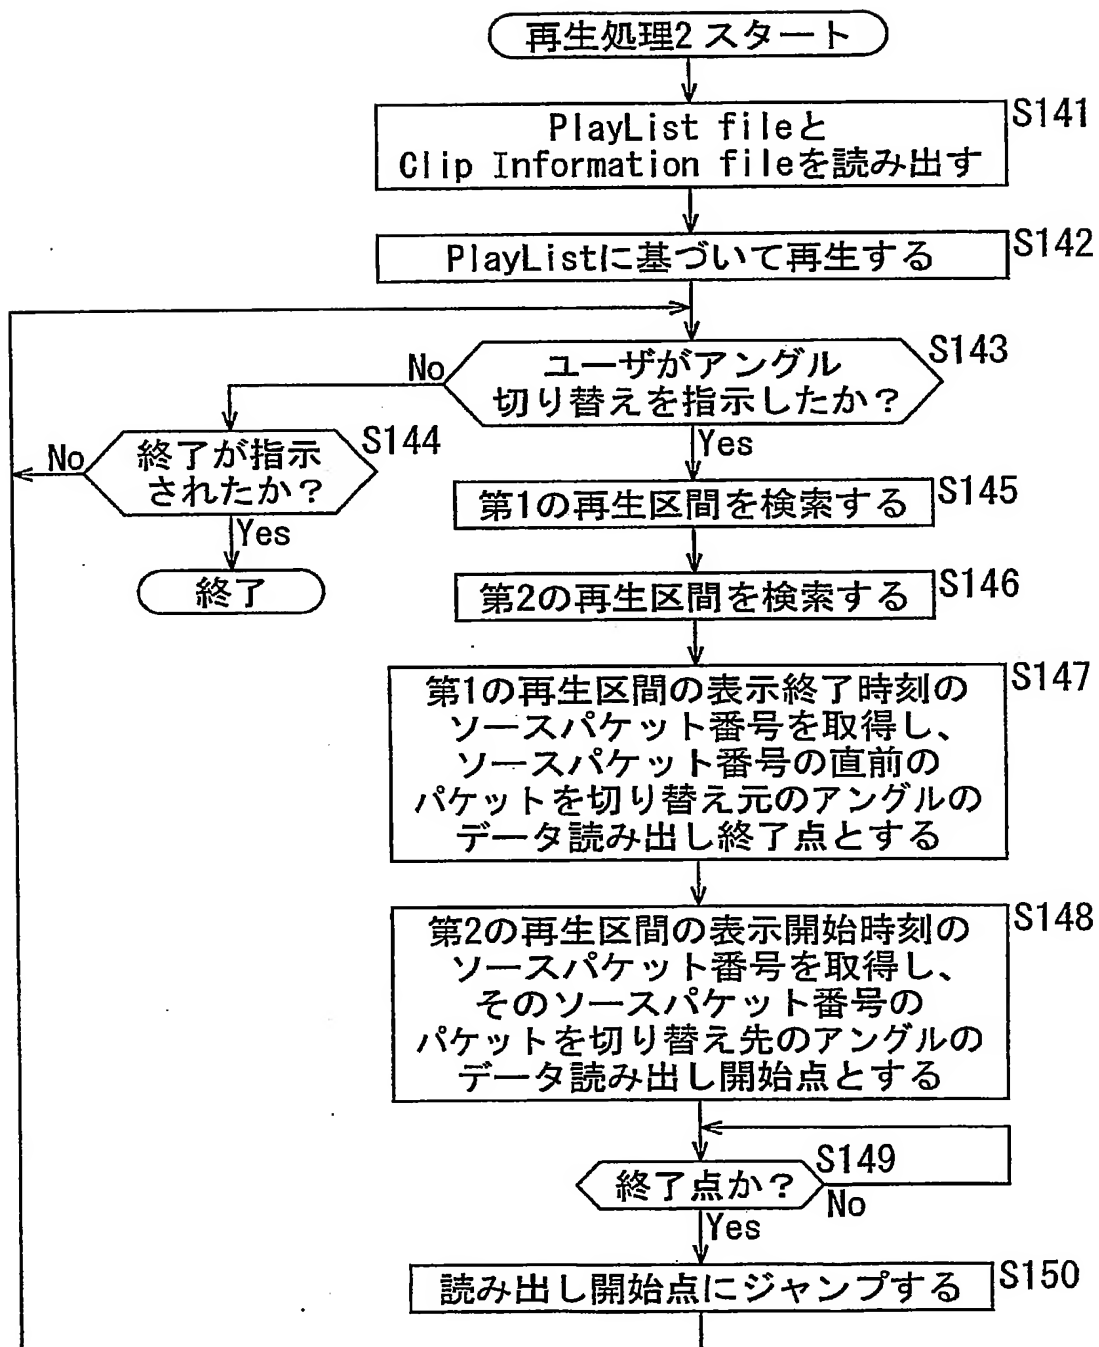 再生処理2 スタート
S141
PlayList fileと
Clip Information fileを読み出す
S142
PlayListに基づいて再生する
S143
ユーザがアングル
切り替えを指示したか?
No
Yes
S144
終了が指示
されたか?
No
Yes
終了
S145
第1の再生区間を検索する
S146
第2の再生区間を検索する
S147
第1の再生区間の表示終了時刻の
ソースパケット番号を取得し、
ソースパケット番号の直前の
パケットを切り替え元のアングルの
データ読み出し終了点とする
S148
第2の再生区間の表示開始時刻の
ソースパケット番号を取得し、
そのソースパケット番号の
パケットを切り替え先のアングルの
データ読み出し開始点とする
S149
終了点か?
No
Yes
S150
読み出し開始点にジャンプする